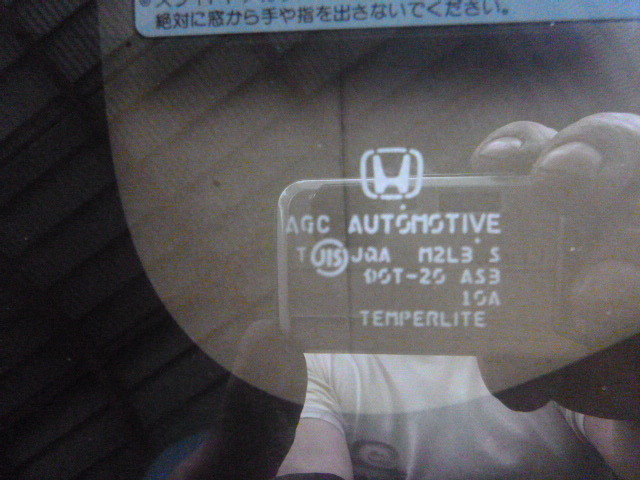 絶対に窓から手や指を出さないでください。
AGC AUTOMOTIVE
T JIS JQA M2L3 S
DOT-20 AS3
10A
TEMPERLITE